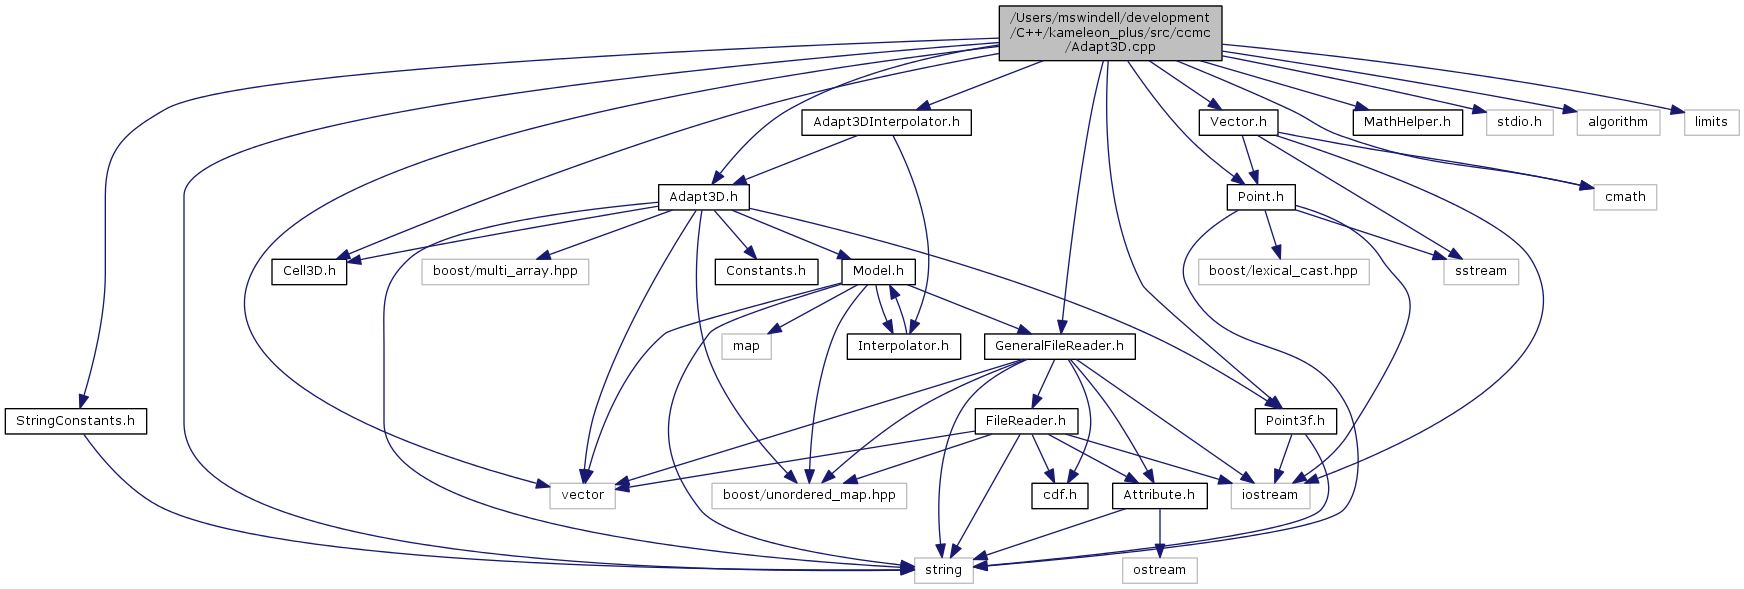 /Users/mswindell/development
/C++/kameleon_plus/src/ccmc
/Adapt3D.cpp
Adapt3DInterpolator.h
Vector.h
MathHelper.h
stdio.h
algorithm
limits
Adapt3D.h
Point.h
cmath
Cell3D.h
boost/multi_array.hpp
Constants.h
Model.h
boost/lexical_cast.hpp
sstream
map
Interpolator.h
GeneralFileReader.h
StringConstants.h
FileReader.h
Point3f.h
vector
boost/unordered_map.hpp
cdf.h
Attribute.h
iostream
string
ostream